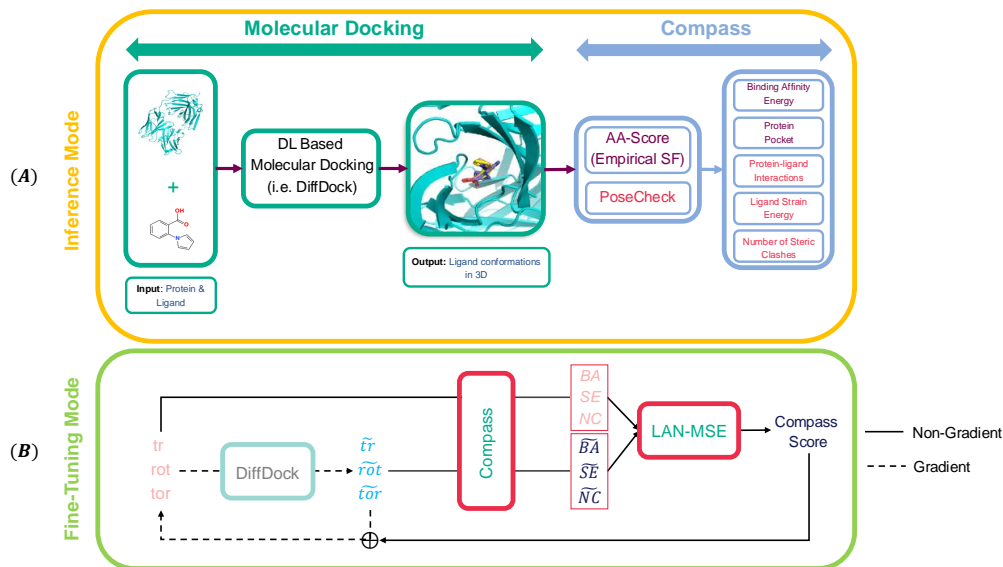 Molecular Docking
Compass
(A)
Inference Mode
+
OH
O
N
Input: Protein &
Ligand
DL Based
Molecular Docking
(i.e. DiffDock)
Output: Ligand conformations
in 3D
AA-Score
(Empirical SF)
PoseCheck
Binding Affinity
Energy
Protein
Pocket
Protein-ligand
Interactions
Ligand Strain
Energy
Number of Steric
Clashes
(B)
Fine-Tuning Mode
tr
rot
tor
DiffDock
t̃r
r͠ot
t͠or
Compass
BA
SE
NC
B͠A
S͠E
N͠C
LAN-MSE
Compass
Score
Non-Gradient
Gradient